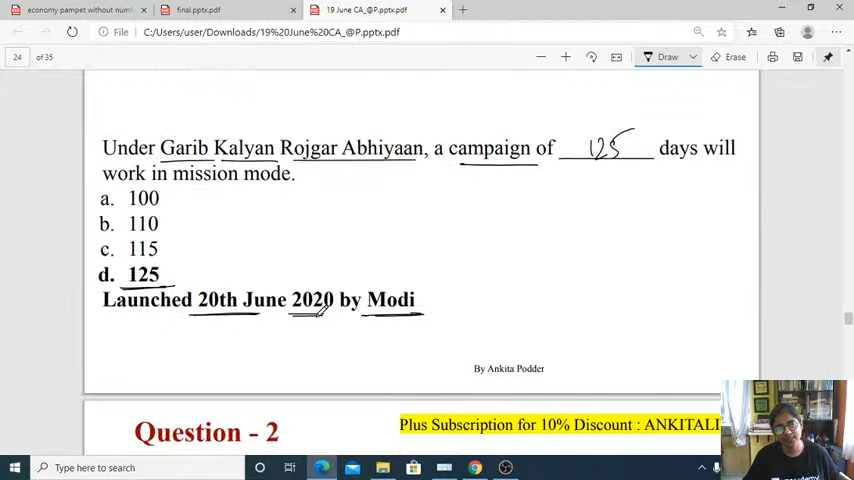 economy pampet without num
final.pptx.pdf
19 June CA_@P.pptx.pdf
File
C:/Users/user/Downloads/19%20June%20CA_@P.pptx.pdf
24 of 35
Draw
Erase
Under Garib Kalyan Rojgar Abhiyaan, a campaign of 125 days will
work in mission mode.
a. 100
b. 110
c. 115
d. 125
Launched 20th June 2020 by Modi
By Ankita Podder
Question - 2
Plus Subscription for 10% Discount : ANKITALI
Type here to search